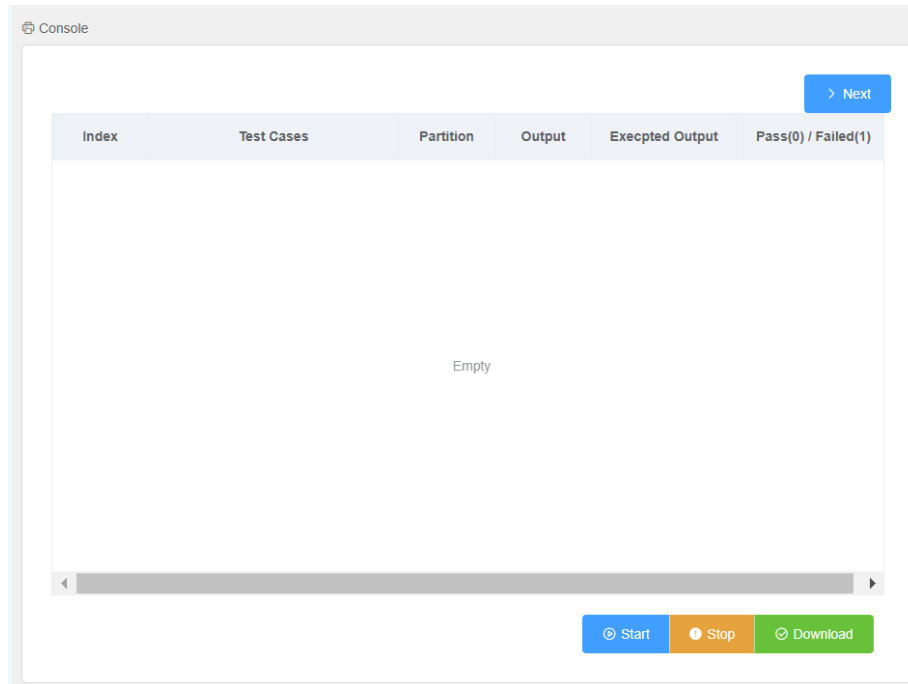 Console
Next
Index Test Cases Partition Output Execpted Output Pass(0) / Failed(1)
Empty
Start Stop Download